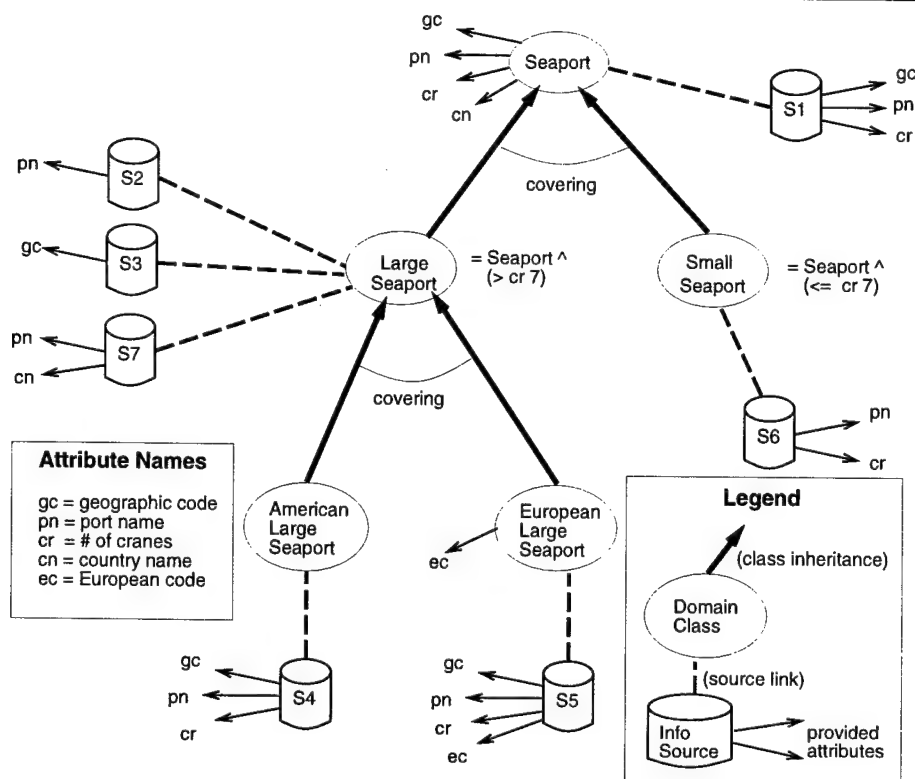 gc
pn
cr
cn
Seaport
S1
gc
pn
cr
covering
pn
S2
gc
S3
pn
cn
S7
Large
Seaport
= Seaport ^
(> cr 7)
Small
Seaport
= Seaport ^
(<= cr 7)
covering
S6
pn
cr
Attribute Names
gc = geographic code
pn = port name
cr = # of cranes
cn = country name
ec = European code
American
Large
Seaport
European
Large
Seaport
ec
gc
pn
cr
S4
gc
pn
cr
ec
S5
Legend
(class inheritance)
Domain
Class
(source link)
Info
Source
provided
attributes